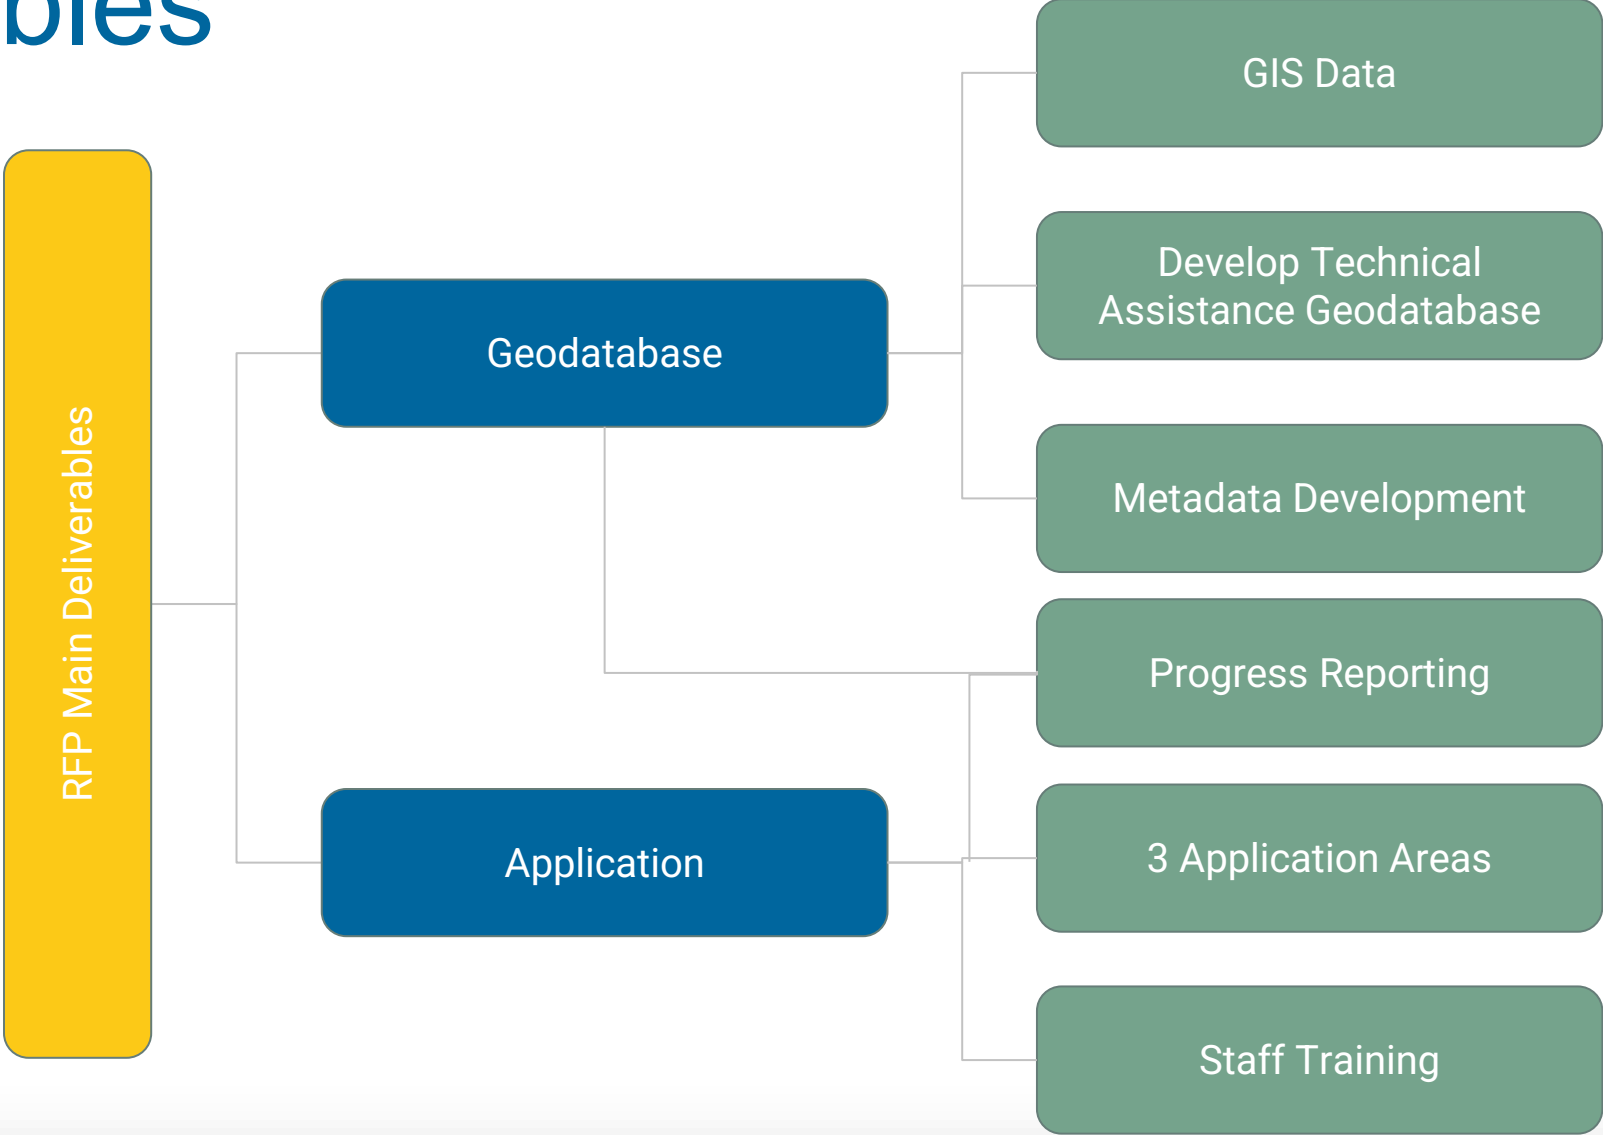 bles
RFP Main Deliverables
Geodatabase
Application
GIS Data
Develop Technical
Assistance Geodatabase
Metadata Development
Progress Reporting
3 Application Areas
Staff Training